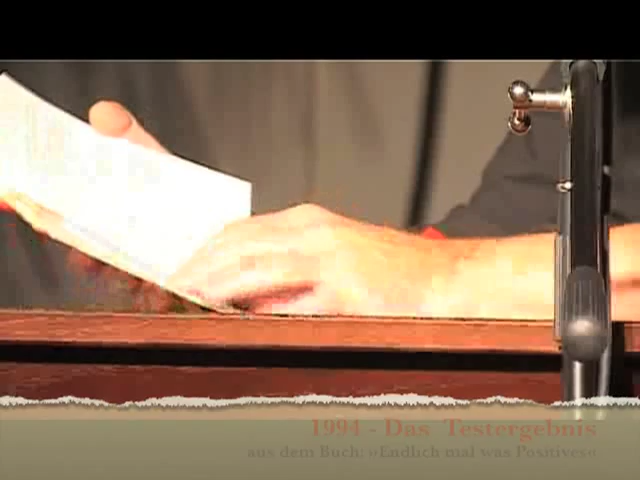 1994 - Das Testergebnis
aus dem Buch: »Endlich mal was Positives«